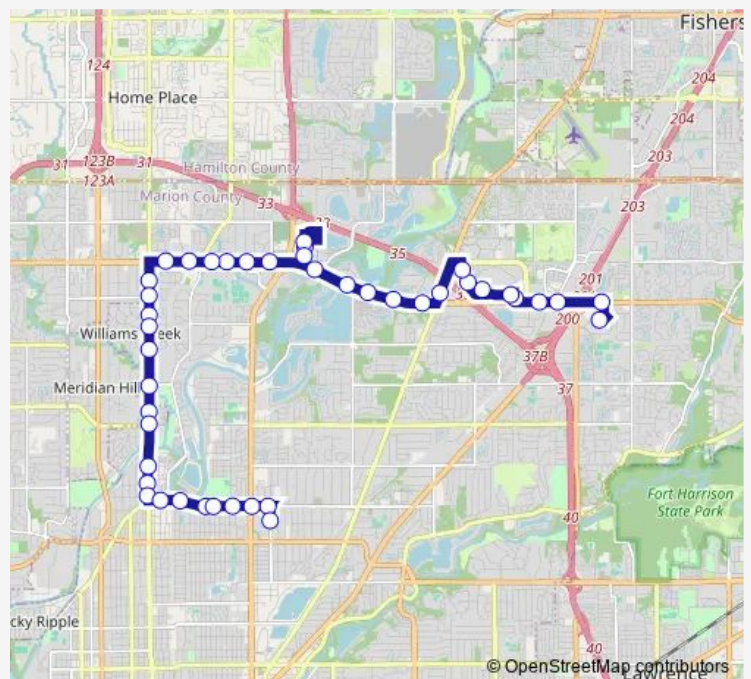 Fishers
124
204
Home Place
204
203
31
123B
31
Hamilton County
123A
Marion County
203
33
33
35
201
Williams Creek
200
37B
Meridian Hil
37
Fort Harrison
State Park
40
cky Ripple
40
© OpenStreetMap contributors
Lawrence